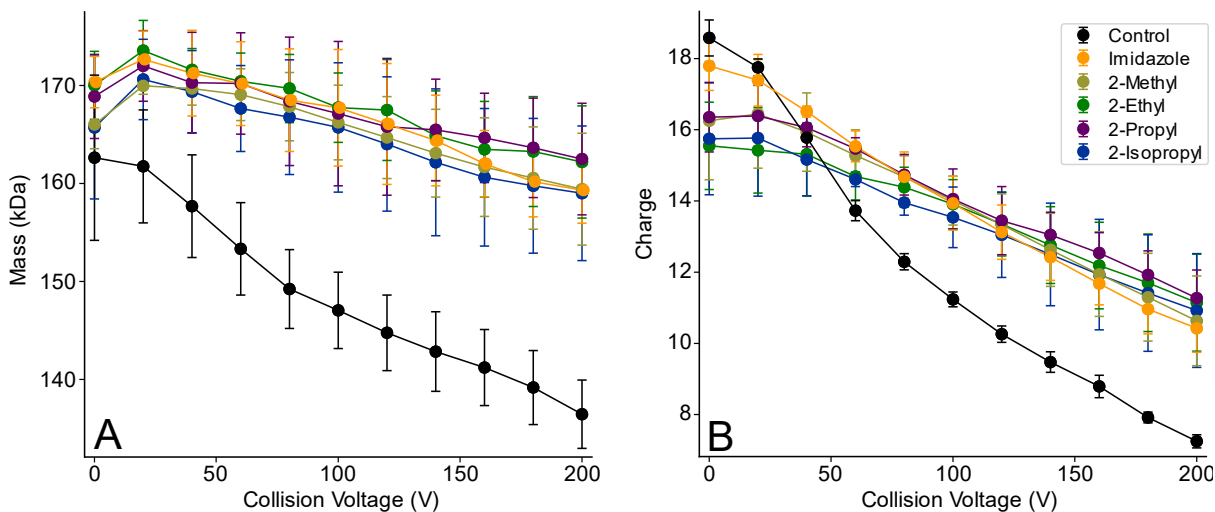 170
160
150
140
Mass (kDa)
A
0
50
100
150
200
Collision Voltage (V)
18
16
14
12
10
8
Charge
B
0
50
100
150
200
Collision Voltage (V)
Control
Imidazole
2-Methyl
2-Ethyl
2-Propyl
2-Isopropyl